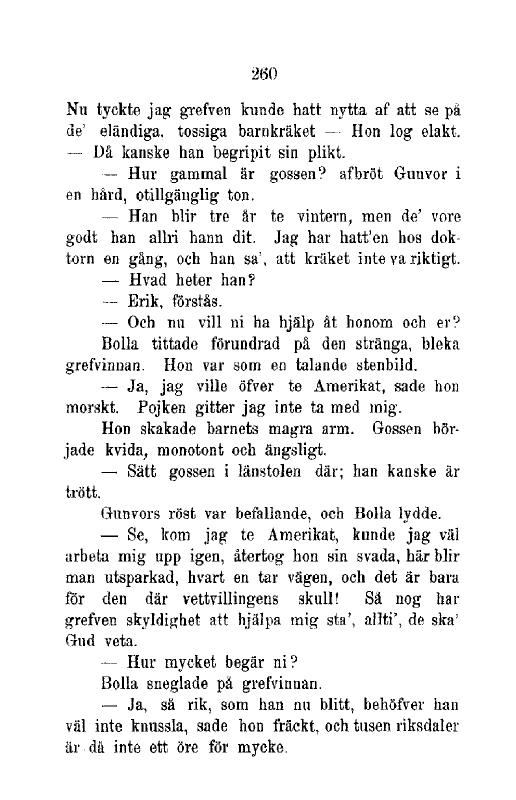 260
Nu tyckte jag grefven kunde hatt nytta af att se på
de' eländiga, tossiga barnkräket — Hon log elakt.
— Då kanske han begripit sin plikt.
— Hur gammal är gossen? afbröt Gunvor i
en hård, otillgänglig ton.
— Han blir tre år te vintern, men de' vore
godt han allri hann dit. Jag har hatt'en hos dok-
torn en gång, och han sa', att kräket inte va riktigt.
— Hvad heter han?
— Erik, förstås.
— Och nu vill ni ha hjälp åt honom och er?
Bolla tittade förundrad på den stränga, bleka
grefvinnan. Hon var som en talande stenbild.
— Ja, jag ville öfver te Amerikat, sade hon
morskt. Pojken gitter jag inte ta med mig.
Hon skakade barnets magra arm. Gossen bör-
jade kvida, monotont och ängsligt.
— Sätt gossen i länstolen där; han kanske är
trött.
Gunvors röst var befallande, och Bolla lydde.
— Se, kom jag te Amerikat, kunde jag väl
arbeta mig upp igen, återtog hon sin svada, här blir
man utsparkad, hvart en tar vägen, och det är bara
för den där vettvillingens skull! Så nog har
grefven skyldighet att hjälpa mig sta', allti', de ska'
Gud veta.
— Hur mycket begär ni?
Bolla sneglade på grefvinnan.
— Ja, så rik, som han nu blitt, behöfver han
väl inte knussla, sade hon fräckt, och tusen riksdaler
är då inte ett öre för mycke.